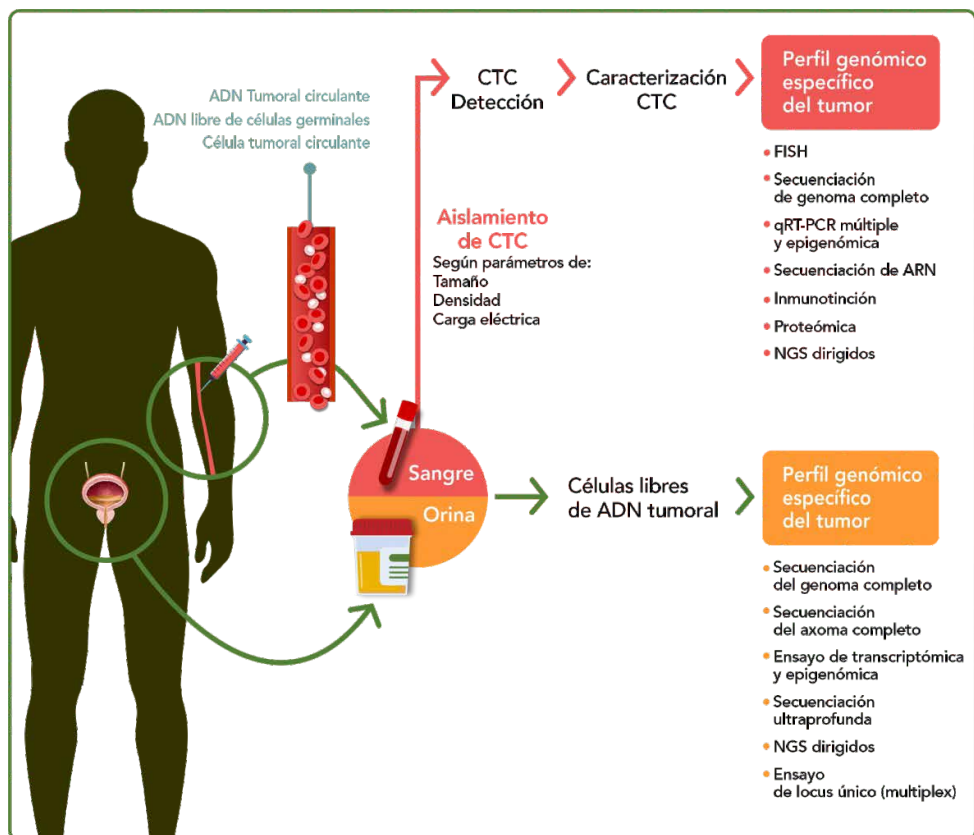 ADN Tumoral circulante
ADN libre de células germinales
Célula tumoral circulante
CTC
Detección
Caracterización
CTC
Perfil genómico
específico
del tumor
• FISH
• Secuenciación
de genoma completo
• qRT-PCR múltiple
y epigenómica
• Secuenciación de ARN
• Inmunotinción
• Proteómica
• NGS dirigidos
Aislamiento
de CTC
Según parámetros de:
Tamaño
Densidad
Carga eléctrica
Sangre
Orina
Células libres
de ADN tumoral
Perfil genómico
específico
del tumor
• Secuenciación
del genoma completo
• Secuenciación
del axoma completo
• Ensayo de transcriptómica
y epigenómica
• Secuenciación
ultraprofunda
• NGS dirigidos
• Ensayo
de locus único (multiplex)